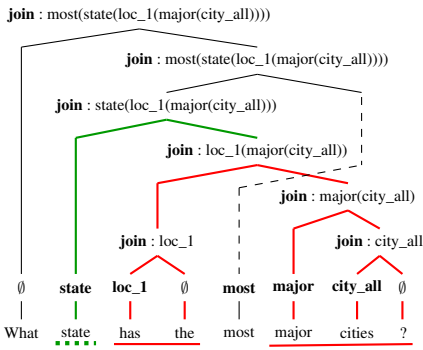 join : most(state(loc_1(major(city_all))))
join : most(state(loc_1(major(city_all))))
join : state(loc_1(major(city_all)))
join : loc_1(major(city_all))
join : major(city_all)
join : loc_1 join : city_all
∅ state loc_1 ∅ most major city_all ∅
What state has the most major cities ?